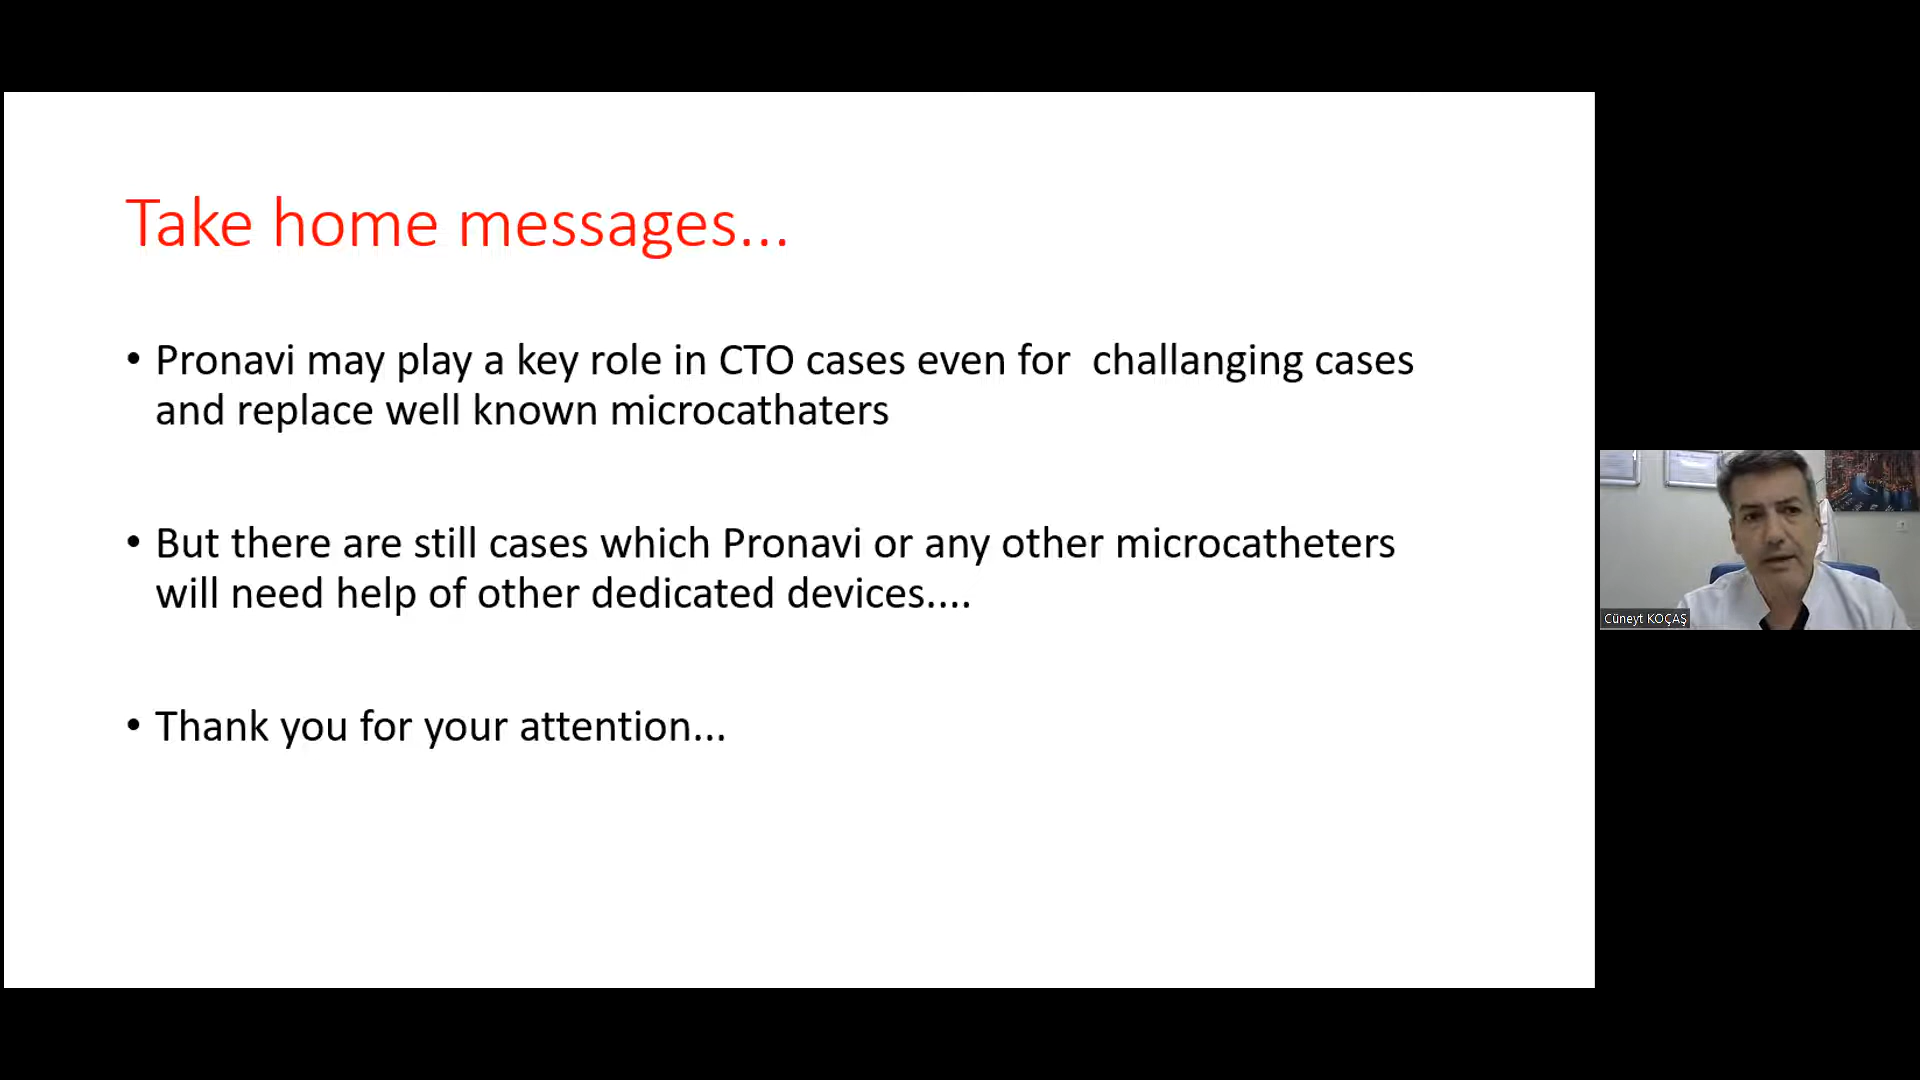 Take home messages...
• Pronavi may play a key role in CTO cases even for  challanging cases
and replace well known microcathaters
• But there are still cases which Pronavi or any other microcatheters
will need help of other dedicated devices....
• Thank you for your attention...
Cüneyt KOÇAŞ